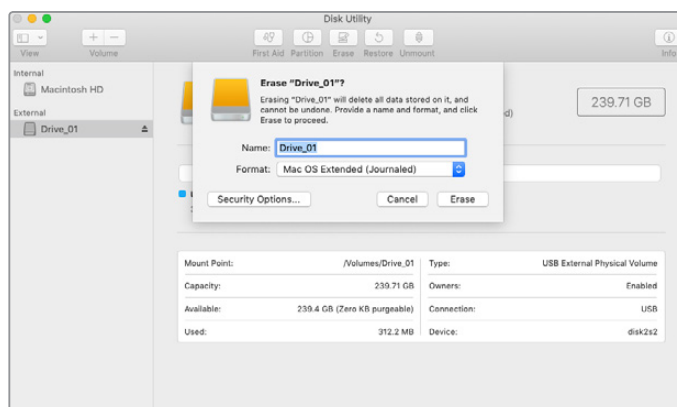 Disk Utility
View
Volume
First Aid
Partition
Erase
Restore
Unmount
Info
Internal
Macintosh HD
External
Drive_01
Erase “Drive_01”?
Erasing “Drive_01” will delete all data stored on it, and
cannot be undone. Provide a name and format, and click
Erase to proceed.
Name: Drive_01
Format: Mac OS Extended (Journaled)
Security Options...
Cancel
Erase
239.71 GB
Mount Point: /Volumes/Drive_01
Type: USB External Physical Volume
Capacity: 239.71 GB
Owners: Enabled
Available: 239.4 GB (Zero KB purgeable)
Connection: USB
Used: 312.2 MB
Device: disk2s2